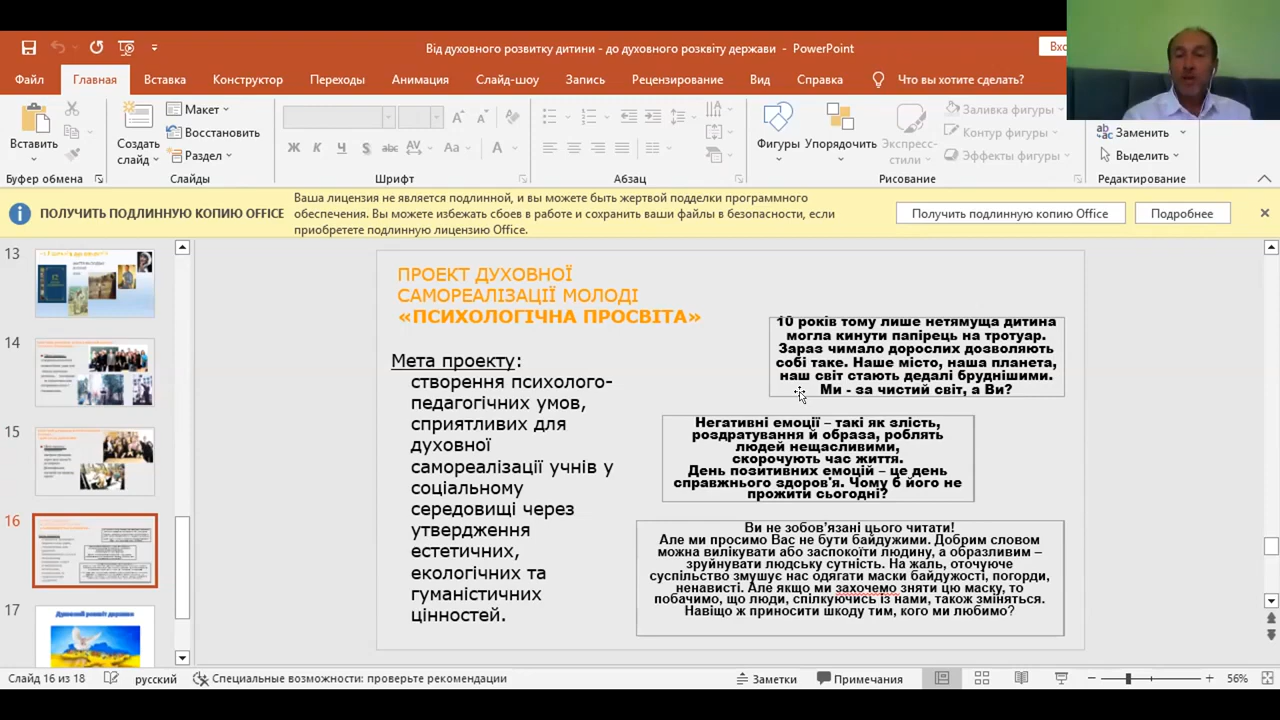 Від духовного розвитку дитини - до духовного розквіту держави - PowerPoint
Файл Главная Вставка Конструктор Переходы Анимация Слайд-шоу Запись Рецензирование Вид Справка Что вы хотите сделать?
Вставить
Буфер обмена
Создать слайд
Макет
Восстановить
Раздел
Слайды
Ж К Ч S abc AV Aa A
Шрифт
Абзац
Фигуры
Упорядочить
Экспресс-стили
Заливка фигуры
Контур фигуры
Эффекты фигуры
Рисование
Заменить
Выделить
Редактирование
ПОЛУЧИТЬ ПОДЛИННУЮ КОПИЮ OFFICE
Ваша лицензия не является подлинной, и вы можете быть жертвой подделки программного
обеспечения. Вы можете избежать сбоев в работе и сохранить ваши файлы в безопасности, если
приобретете подлинную лицензию Office.
Получить подлинную копию Office
Подробнее
13
14
15
16
17
Духовний розквіт держави
ПРОЕКТ ДУХОВНОЇ
САМОРЕАЛІЗАЦІЇ МОЛОДІ
«ПСИХОЛОГІЧНА ПРОСВІТА»
Мета проекту:
створення психолого-
педагогічних умов,
сприятливих для
духовної
самореалізації учнів у
соціальному
середовищі через
утвердження
естетичних,
екологічних та
гуманістичних
цінностей.
10 років тому лише нетямуща дитина
могла кинути папірець на тротуар.
Зараз чимало дорослих дозволяють
собі таке. Наше місто, наша планета,
наш світ стають дедалі бруднішими.
Ми - за чистий світ, а Ви?
Негативні емоції – такі як злість,
роздратування й образа, роблять
людей нещасливими,
скорочують час життя.
День позитивних емоцій – це день
справжнього здоров'я. Чому б його не
прожити сьогодні?
Ви не зобов'язані цього читати!
Але ми просимо Вас не бути байдужими. Добрим словом
можна вилікувати або заспокоїти людину, а образливим –
зруйнувати людську сутність. На жаль, оточуюче
суспільство змушує нас одягати маски байдужості, погорди,
ненависті. Але якщо ми захочемо зняти цю маску, то
побачимо, що люди, спілкуючись із нами, також зміняться.
Навіщо ж приносити шкоду тим, кого ми любимо?
Слайд 16 из 18 русский Специальные возможности: проверьте рекомендации Заметки Примечания 56%